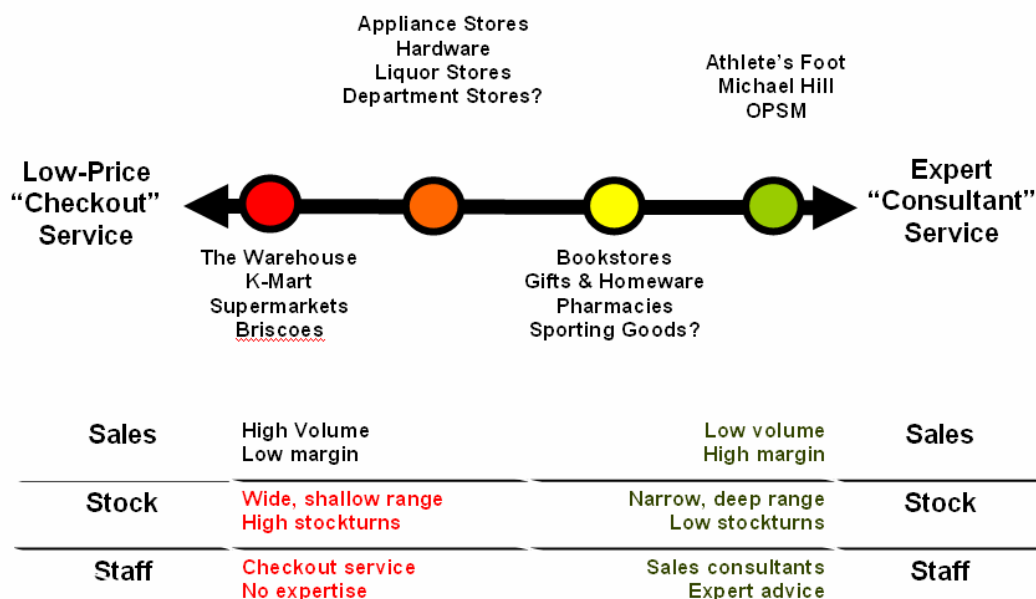 Appliance Stores
Hardware
Liquor Stores
Department Stores?
Athlete's Foot
Michael Hill
OPSM
Low-Price
“Checkout”
Service
Expert
“Consultant”
Service
The Warehouse
K-Mart
Supermarkets
Briscoes
Bookstores
Gifts & Homeware
Pharmacies
Sporting Goods?
Sales
High Volume
Low margin
Low volume
High margin
Sales
Stock
Wide, shallow range
High stockturns
Narrow, deep range
Low stockturns
Stock
Staff
Checkout service
No expertise
Sales consultants
Expert advice
Staff